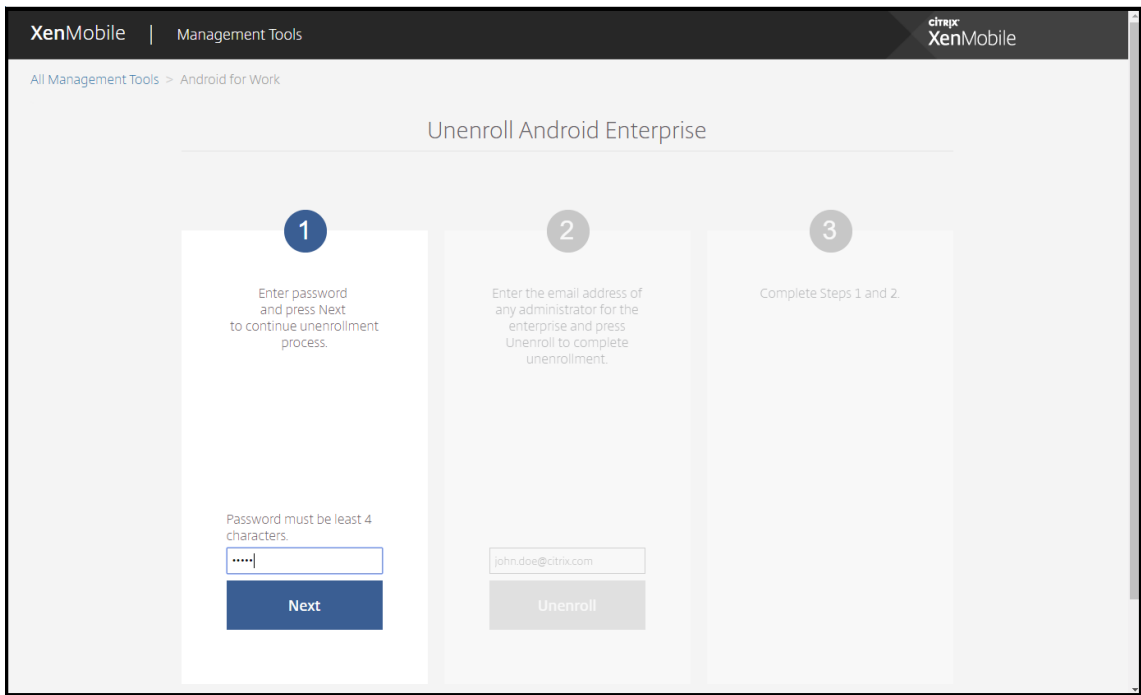 XenMobile | Management Tools
citrix
XenMobile
All Management Tools > Android for Work
Unenroll Android Enterprise
1
Enter password
and press Next
to continue unenrollment
process.
Password must be least 4
characters.
•••••
Next
2
Enter the email address of
any administrator for the
enterprise and press
Unenroll to complete
unenrollment.
john.doe@citrix.com
Unenroll
3
Complete Steps 1 and 2.